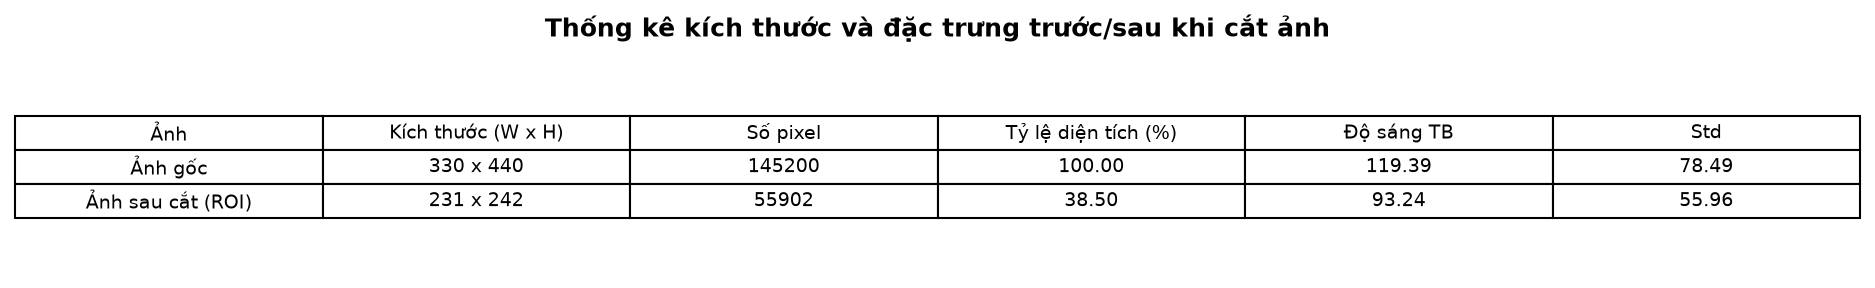 Thống kê kích thước và đặc trưng trước/sau khi cắt ảnh
Ảnh Kích thước (W x H) Số pixel Tỷ lệ diện tích (%) Độ sáng TB Std
Ảnh gốc 330 x 440 145200 100.00 119.39 78.49
Ảnh sau cắt (ROI) 231 x 242 55902 38.50 93.24 55.96